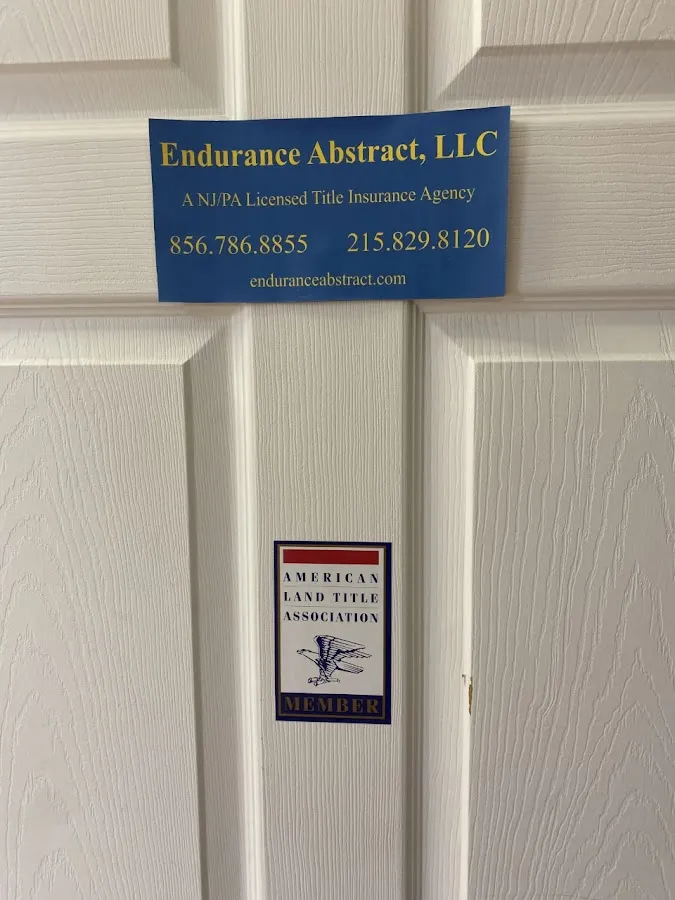 Endurance Abstract, LLC
A NJ/PA Licensed Title Insurance Agency
856.786.8855 215.829.8120
enduranceabstract.com
AMERICAN
LAND TITLE
ASSOCIATION
MEMBER